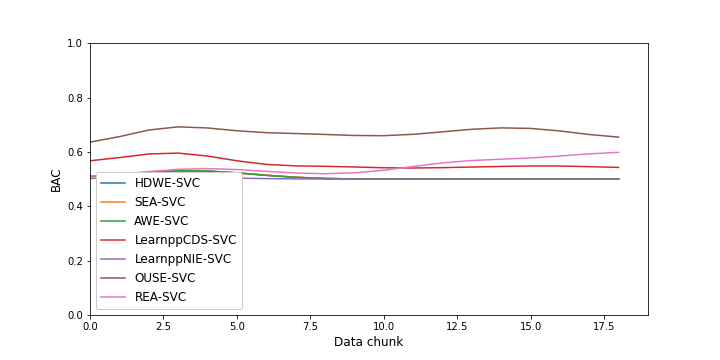 1.0
0.8
0.6
0.4
0.2
0.0
BAC
HDWE-SVC
SEA-SVC
AWE-SVC
LearnppCDS-SVC
LearnppNIE-SVC
OUSE-SVC
REA-SVC
0.0 2.5 5.0 7.5 10.0 12.5 15.0 17.5
Data chunk